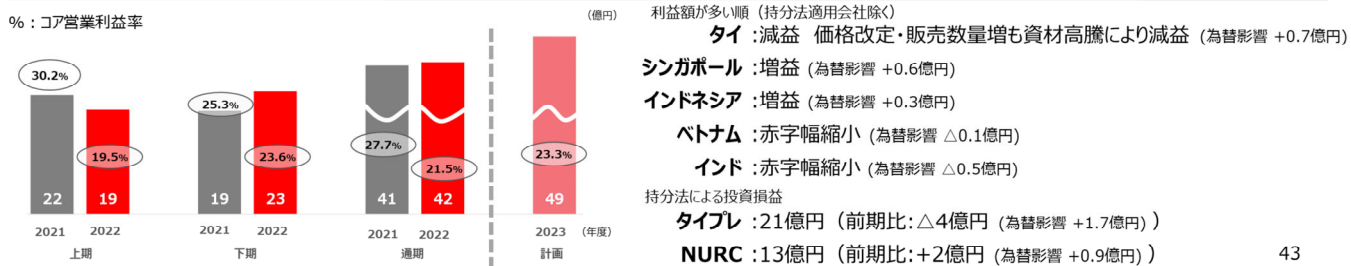 ％：コア営業利益率
（億円）
30.2%
19.5%
25.3%
23.6%
27.7%
21.5%
23.3%
22 19 19 23 41 42 49
2021 2022 2021 2022 2021 2022 2023 （年度）
上期 下期 通期 計画
利益額が多い順（持分法適用会社除く）
タイ：減益 価格改定・販売数量増も資材高騰により減益 (為替影響 +0.7億円)
シンガポール：増益 (為替影響 +0.6億円)
インドネシア：増益 (為替影響 +0.3億円)
ベトナム：赤字幅縮小 (為替影響 △0.1億円)
インド：赤字幅縮小 (為替影響 △0.5億円)
持分法による投資損益
タイプレ：21億円（前期比:△4億円 (為替影響 +1.7億円) ）
NURC：13億円（前期比:+2億円 (為替影響 +0.9億円) ）
43